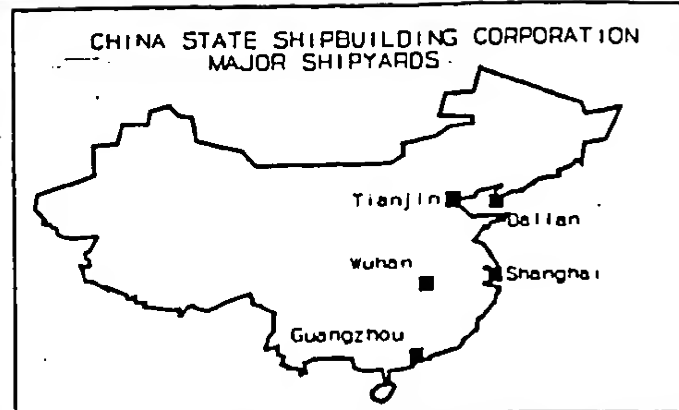 CHINA STATE SHIPBUILDING CORPORATION
MAJOR SHIPYARDS
Tianjin
Dalian
Wuhan
Shanghai
Guangzhou